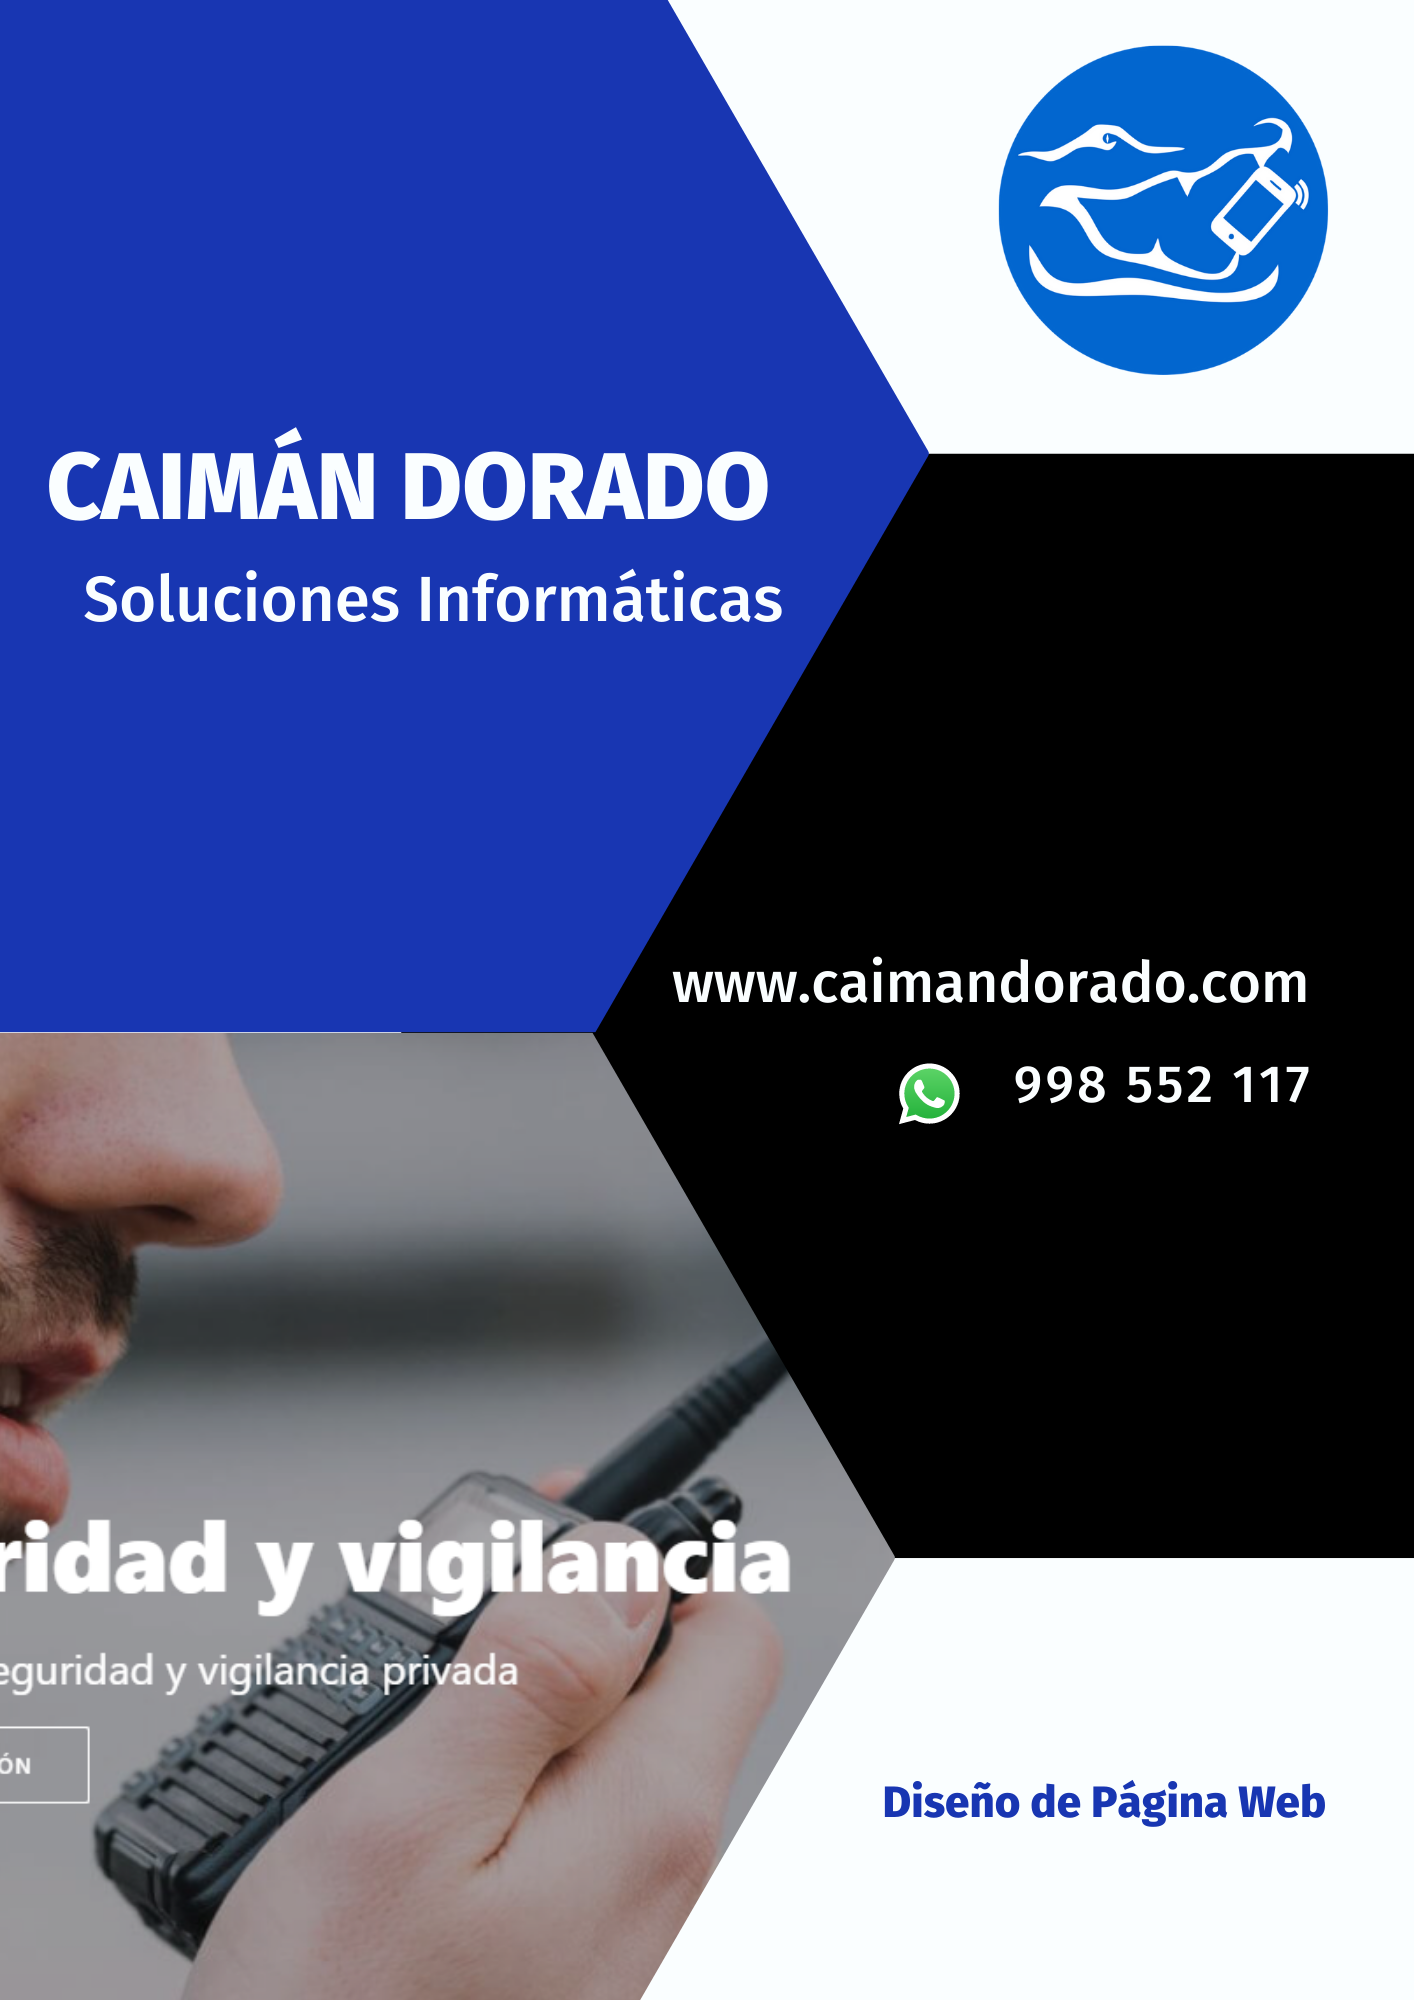 CAIMÁN DORADO
Soluciones Informáticas
www.caimandorado.com
998 552 117
ridad y vigilancia
eguridad y vigilancia privada
ÓN
Diseño de Página Web